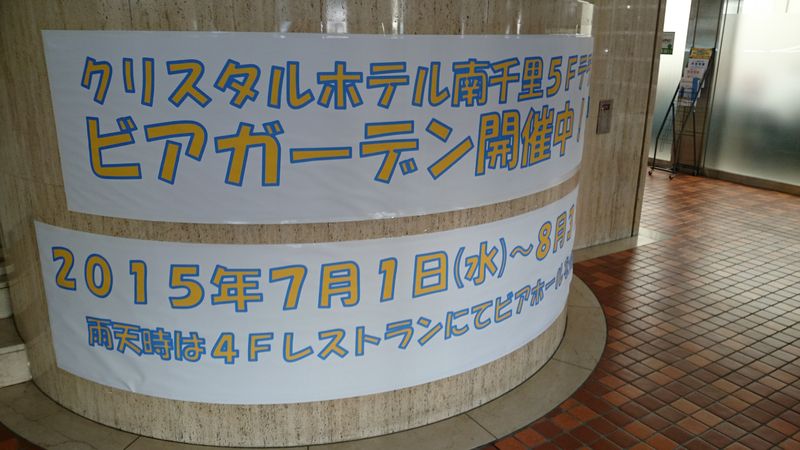 クリスタルホテル南千里５Ｆテ
ビアガーデン開催中！
２０１５年７月１日(水)～８月
雨天時は４Ｆレストランにてビアホール